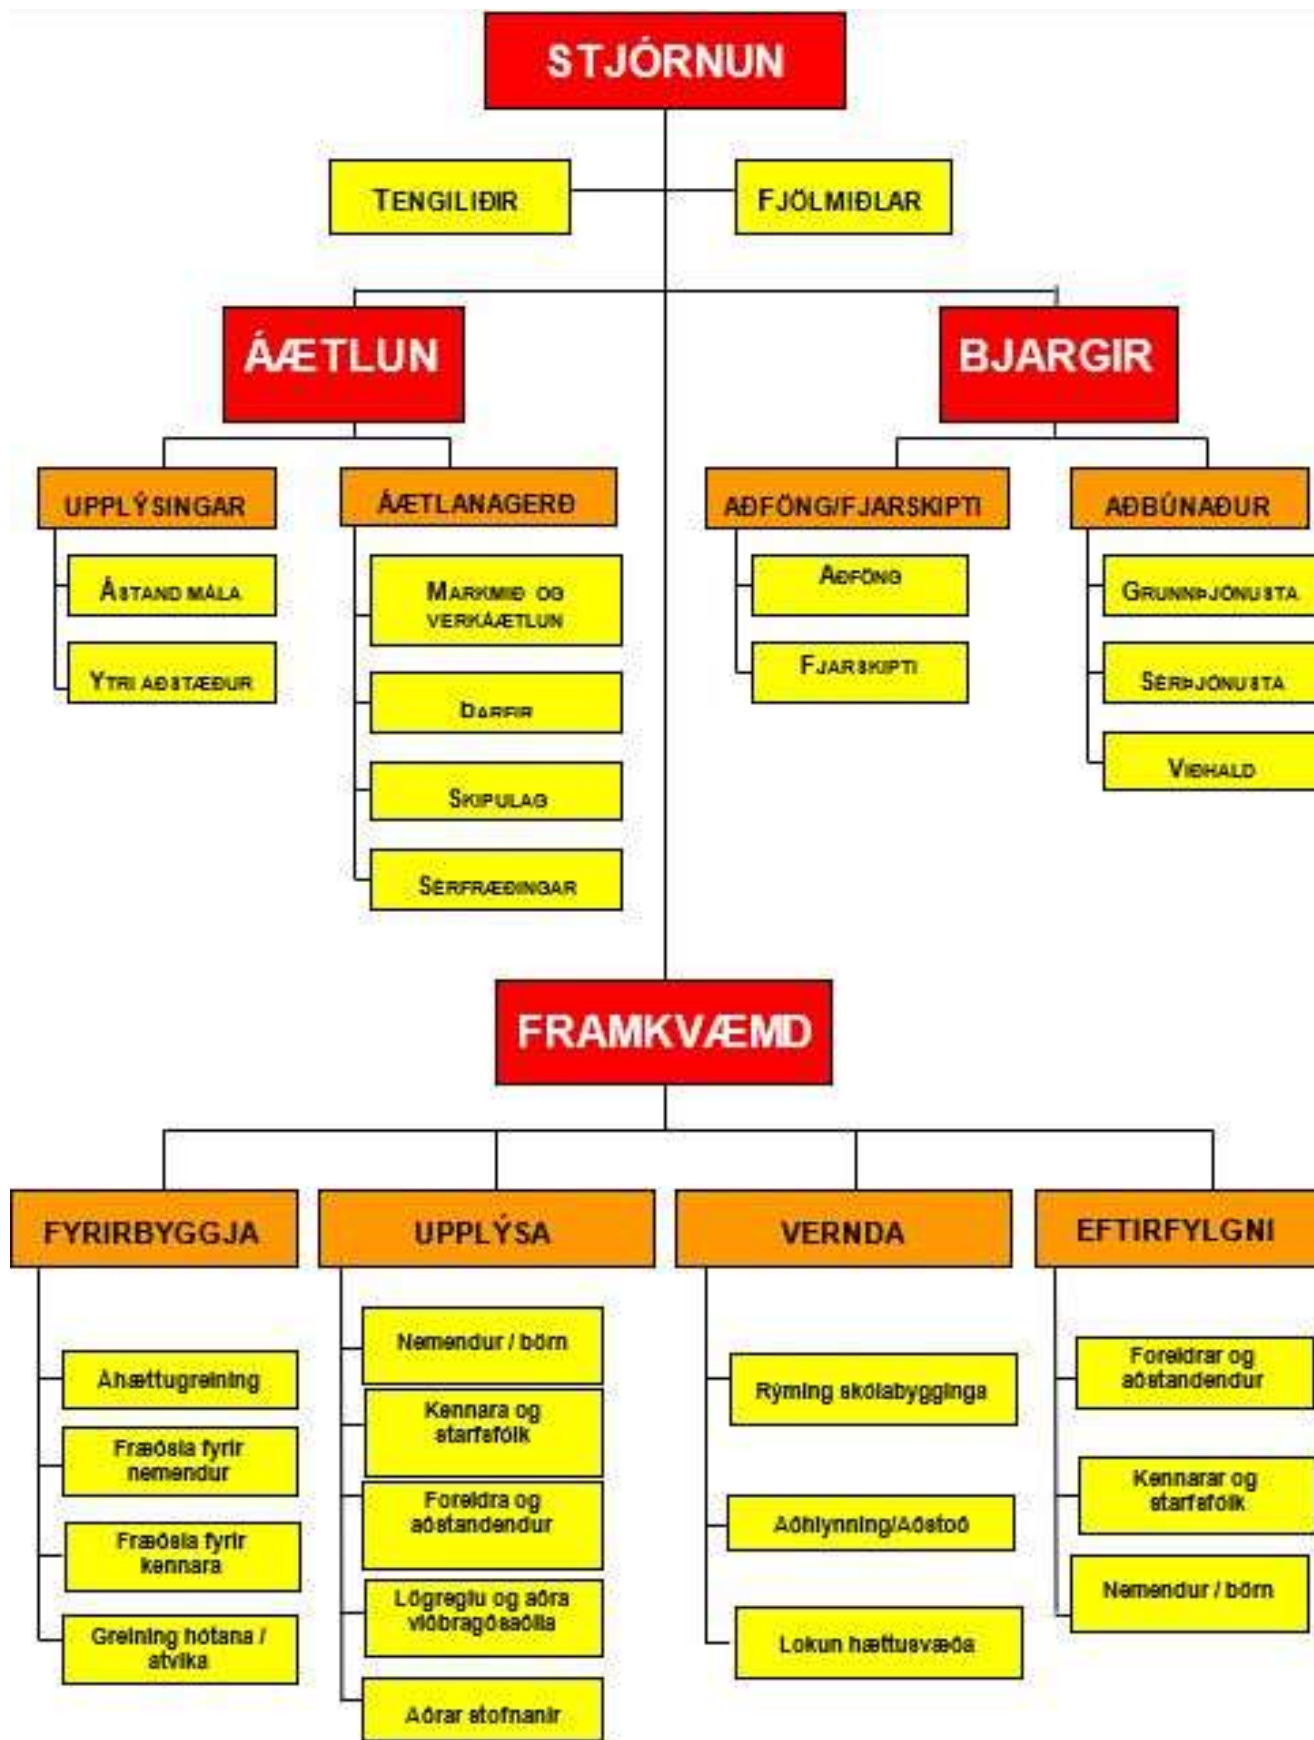 STJÓRNUN
TENGILIÐIR
FJÖLMIÐLAR
ÁÆTLUN
BJARGIR
UPPLÝSINGAR
ÁÆTLANAGERÐ
AÐFÖNG/FJARSKIPTI
AÐBÚNAÐUR
ÁSTAND MÁLA
YTRI AÐSTÆÐUR
MARKMIÐ OG
VERKÁÆTLUN
ÞARFIR
SKIPULAG
SÉRFRÆÐINGAR
AÐFÖNG
FJARSKIPTI
GRUNNÞJÓNUSTA
SÉRÞJÓNUSTA
VIÐHALD
FRAMKVÆMD
FYRIRBYGGJA
UPPLÝSA
VERNDA
EFTIRFYLGNI
Áhættugreining
Fræðsla fyrir
nemendur
Fræðsla fyrir
kennara
Greining hótana /
atvika
Nemendur / börn
Kennara og
starfsfólk
Foreldra og
aðstandendur
Lögreglu og aðra
viðbragðsaðila
Aðrar stofnanir
Rýming skólabygginga
Aðhlynning/Aðstoð
Lokun hættusvæða
Foreldrar og
aðstandendur
Kennarar og
starfsfólk
Nemendur / börn